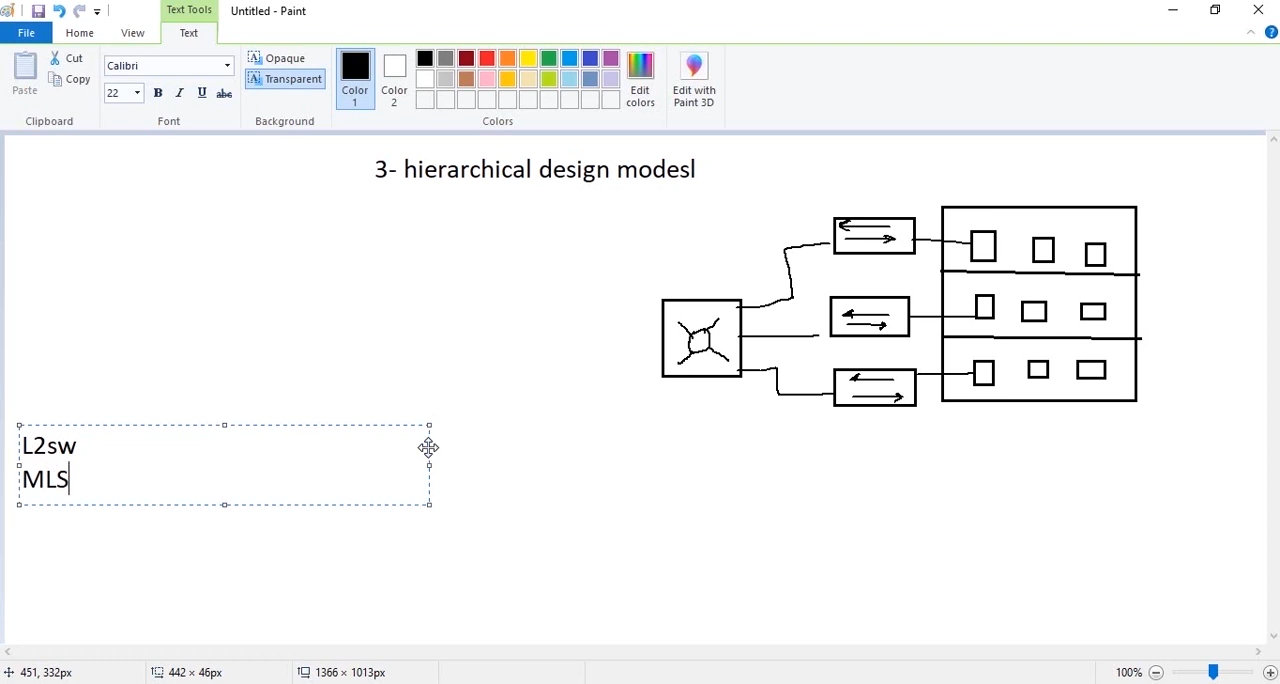 Text Tools
Untitled - Paint
File
Home
View
Text
Paste
Cut
Copy
Clipboard
Calibri
22
B I U abc
Font
Opaque
Transparent
Background
Color 1
Color 2
Edit colors
Colors
Edit with Paint 3D
3- hierarchical design modesl
L2sw
MLS
451, 332px
442 × 46px
1366 × 1013px
100%